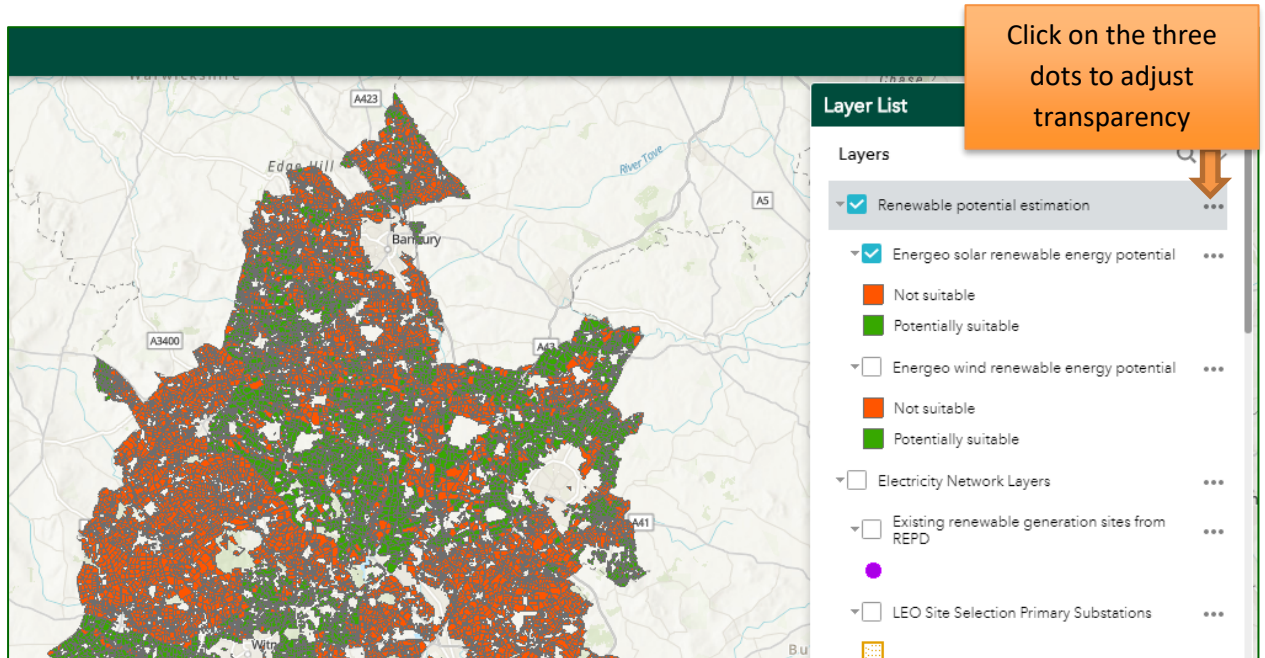 Click on the three
dots to adjust
transparency
Warwickshire
Chase
A423
Layer List
Edge Hill
River Tove
Layers
A5
Renewable potential estimation
Banbury
Energeo solar renewable energy potential
Not suitable
Potentially suitable
A3400
A43
Energeo wind renewable energy potential
Not suitable
Potentially suitable
Electricity Network Layers
A41
Existing renewable generation sites from
REPD
LEO Site Selection Primary Substations
Witn
Bu